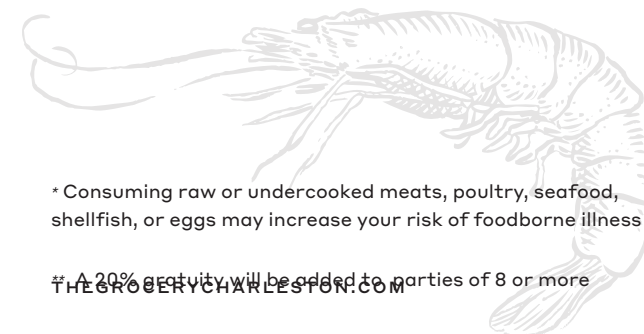 * Consuming raw or undercooked meats, poultry, seafood,
shellfish, or eggs may increase your risk of foodborne illness
** A 20% gratuity will be added to parties of 8 or more
THEGROCERYCHARLESTON.COM